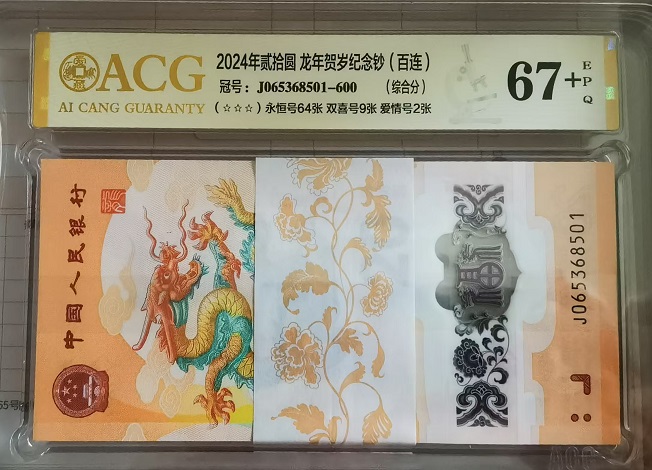 ACG
AI CANG GUARANTY
2024年贰拾圆 龙年贺岁纪念钞（百连）
冠号：J065368501-600 （综合分）
（☆☆☆）永恒号64张 双喜号9张 爱情号2张
67+
EPQ
中国人民银行
J065368501